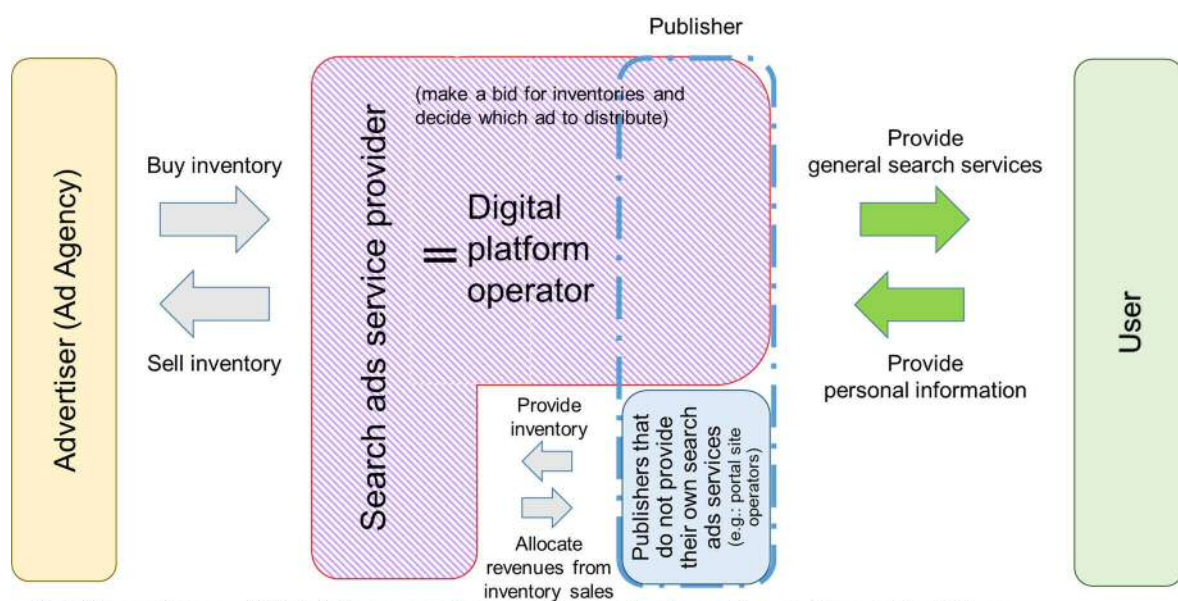 Publisher
Advertiser (Ad Agency)
Buy inventory
Sell inventory
Search ads service provider
(make a bid for inventories and
decide which ad to distribute)
=
Digital
platform
operator
Provide
inventory
Allocate
revenues from
inventory sales
Publishers that
do not provide
their own search
ads services
(e.g.: portal site
operators)
Provide
general search services
Provide
personal information
User